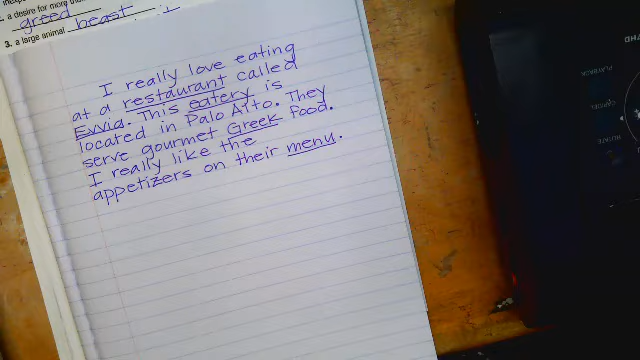 a desire for more than
greed
3. a large animal beast
I really love eating
at a restaurant called
Evvia. This eatery is
located in Palo Alto. They
serve gourmet Greek food.
I really like the
appetizers on their menu.